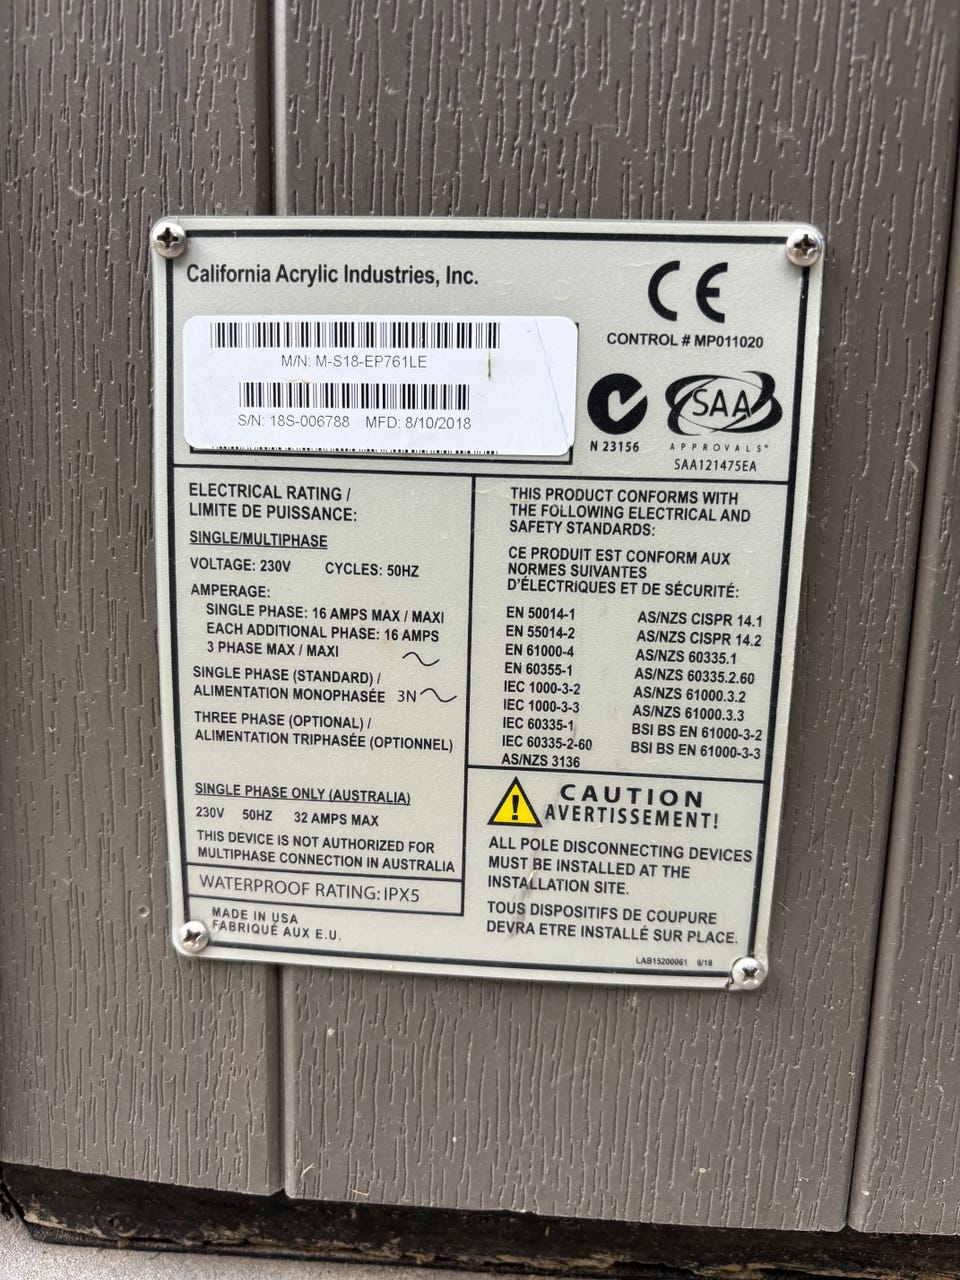 California Acrylic Industries, Inc.
CE
CONTROL # MP011020
M/N: M-S18-EP761LE
S/N: 18S-006788 MFD: 8/10/2018
N 23156
SAA
APPROVALS
SAA121475EA
ELECTRICAL RATING /
LIMITE DE PUISSANCE:
SINGLE/MULTIPHASE
VOLTAGE: 230V CYCLES: 50HZ
AMPERAGE:
SINGLE PHASE: 16 AMPS MAX / MAXI
EACH ADDITIONAL PHASE: 16 AMPS
3 PHASE MAX / MAXI
SINGLE PHASE (STANDARD) /
ALIMENTATION MONOPHASÉE 3N
THREE PHASE (OPTIONAL) /
ALIMENTATION TRIPHASÉE (OPTIONNEL)
SINGLE PHASE ONLY (AUSTRALIA)
230V 50HZ 32 AMPS MAX
THIS DEVICE IS NOT AUTHORIZED FOR
MULTIPHASE CONNECTION IN AUSTRALIA
WATERPROOF RATING: IPX5
MADE IN USA
FABRIQUÉ AUX E.U.
THIS PRODUCT CONFORMS WITH
THE FOLLOWING ELECTRICAL AND
SAFETY STANDARDS:
CE PRODUIT EST CONFORM AUX
NORMES SUIVANTES
D'ÉLECTRIQUES ET DE SÉCURITÉ:
EN 50014-1
EN 55014-2
EN 61000-4
EN 60355-1
IEC 1000-3-2
IEC 1000-3-3
IEC 60335-1
IEC 60335-2-60
AS/NZS 3136
AS/NZS CISPR 14.1
AS/NZS CISPR 14.2
AS/NZS 60335.1
AS/NZS 60335.2.60
AS/NZS 61000.3.2
AS/NZS 61000.3.3
BSI BS EN 61000-3-2
BSI BS EN 61000-3-3
CAUTION
AVERTISSEMENT!
ALL POLE DISCONNECTING DEVICES
MUST BE INSTALLED AT THE
INSTALLATION SITE.
TOUS DISPOSITIFS DE COUPURE
DEVRA ETRE INSTALLÉ SUR PLACE.
LAB15200061 8/18